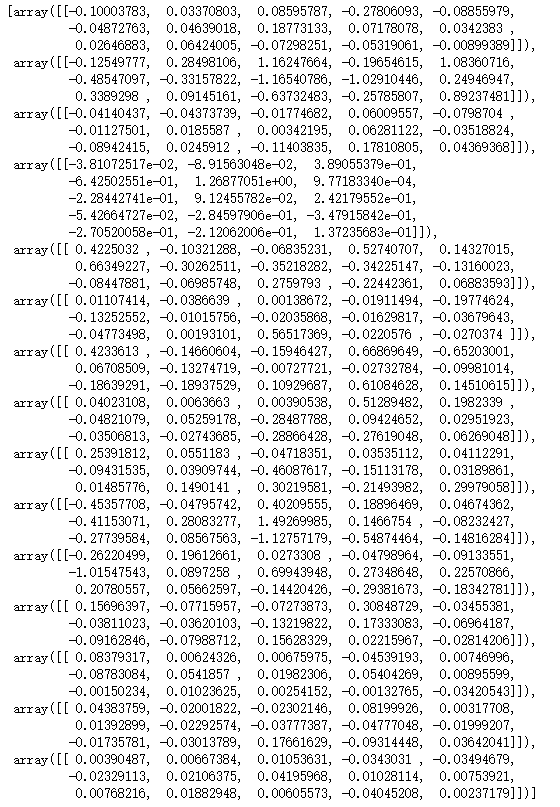 [array([[-0.10003783,  0.03370803,  0.08595787, -0.27806093, -0.08855979,
-0.04872763,  0.04639018,  0.18773133,  0.07178078,  0.0342383 ,
0.02646883,  0.06424005, -0.07298251, -0.05319061, -0.00899389]]),
array([[-0.12549777,  0.28498106,  1.16247664, -0.19654615,  1.08360716,
-0.48547097, -0.33157822, -1.16540786, -1.02910446,  0.24946947,
0.3389298 ,  0.09145161, -0.63732483, -0.25785807,  0.89237481]]),
array([[-0.04140437, -0.04373739, -0.01774682,  0.06009557, -0.0798704 ,
-0.01127501,  0.0185587 ,  0.00342195,  0.06281122, -0.03518824,
-0.08942415,  0.0245912 , -0.11403835,  0.17810805,  0.04369368]]),
array([[-3.81072517e-02, -8.91563048e-02,  3.89055379e-01,
-6.42502551e-01,  1.26877051e+00,  9.77183340e-04,
-2.28442741e-01,  9.12455782e-02,  2.42179552e-01,
-5.42664727e-02, -2.84597906e-01, -3.47915842e-01,
-2.70520058e-01, -2.12062006e-01,  1.37235683e-01]]),
array([[ 0.4225032 , -0.10321288, -0.06835231,  0.52740707,  0.14327015,
0.66349227, -0.30262511, -0.35218282, -0.34225147, -0.13160023,
-0.08447881, -0.06985748,  0.2759793 , -0.22442361,  0.06883593]]),
array([[ 0.01107414, -0.0386639 ,  0.00138672, -0.01911494, -0.19774624,
-0.13252552, -0.01015756, -0.02035868, -0.01629817, -0.03679643,
-0.04773498,  0.00193101,  0.56517369, -0.0220576 , -0.0270374 ]]),
array([[ 0.4233613 , -0.14660604, -0.15946427,  0.66869649, -0.65203001,
0.06708509, -0.13274719, -0.00727721, -0.02732784, -0.09981014,
-0.18639291, -0.18937529,  0.10929687,  0.61084628,  0.14510615]]),
array([[ 0.04023108,  0.0063663 ,  0.00390538,  0.51289482,  0.1982339 ,
-0.04821079,  0.05259178, -0.28487788,  0.09424652,  0.02951923,
-0.03506813, -0.02743685, -0.28866428, -0.27619048,  0.06269048]]),
array([[ 0.25391812,  0.0551183 , -0.04718351,  0.03535112,  0.04112291,
-0.09431535,  0.03909744, -0.46087617, -0.15113178,  0.03189861,
0.01485776,  0.1490141 ,  0.30219581, -0.21493982,  0.29979058]]),
array([[-0.45357708, -0.04795742,  0.40209555,  0.18896469,  0.04674362,
-0.41153071,  0.28083277,  1.49269985,  0.1466754 , -0.08232427,
-0.27739584,  0.08567563, -1.12757179, -0.54874464, -0.14816284]]),
array([[-0.26220499,  0.19612661,  0.0273308 , -0.04798964, -0.09133551,
-1.01547543,  0.0897258 ,  0.69943948,  0.27348648,  0.22570866,
0.20780557,  0.05662597, -0.14420426, -0.29381673, -0.18342781]]),
array([[ 0.15696397, -0.07715957, -0.07273873,  0.30848729, -0.03455381,
-0.03811023, -0.03620103, -0.13219822,  0.17333083, -0.06964187,
-0.09162846, -0.07988712,  0.15628329,  0.02215967, -0.02814206]]),
array([[ 0.08379317,  0.00624326,  0.00675975, -0.04539193,  0.00746996,
-0.08783084,  0.0541857 ,  0.01982306,  0.05404269,  0.00895599,
-0.00150234,  0.01023625,  0.00254152, -0.00132765, -0.03420543]]),
array([[ 0.04383759, -0.02001822, -0.02302146,  0.08199926,  0.00317708,
0.01392899, -0.02292574, -0.03777387, -0.04777048, -0.01999207,
-0.01735781, -0.03013789,  0.17661629, -0.09314448,  0.03642041]]),
array([[ 0.00390487,  0.00667384,  0.01053631, -0.0343031 , -0.03494679,
-0.02329113,  0.02106375,  0.04195968,  0.01028114,  0.00753921,
0.00768216,  0.01882948,  0.00605573, -0.04045208,  0.00237179]])]